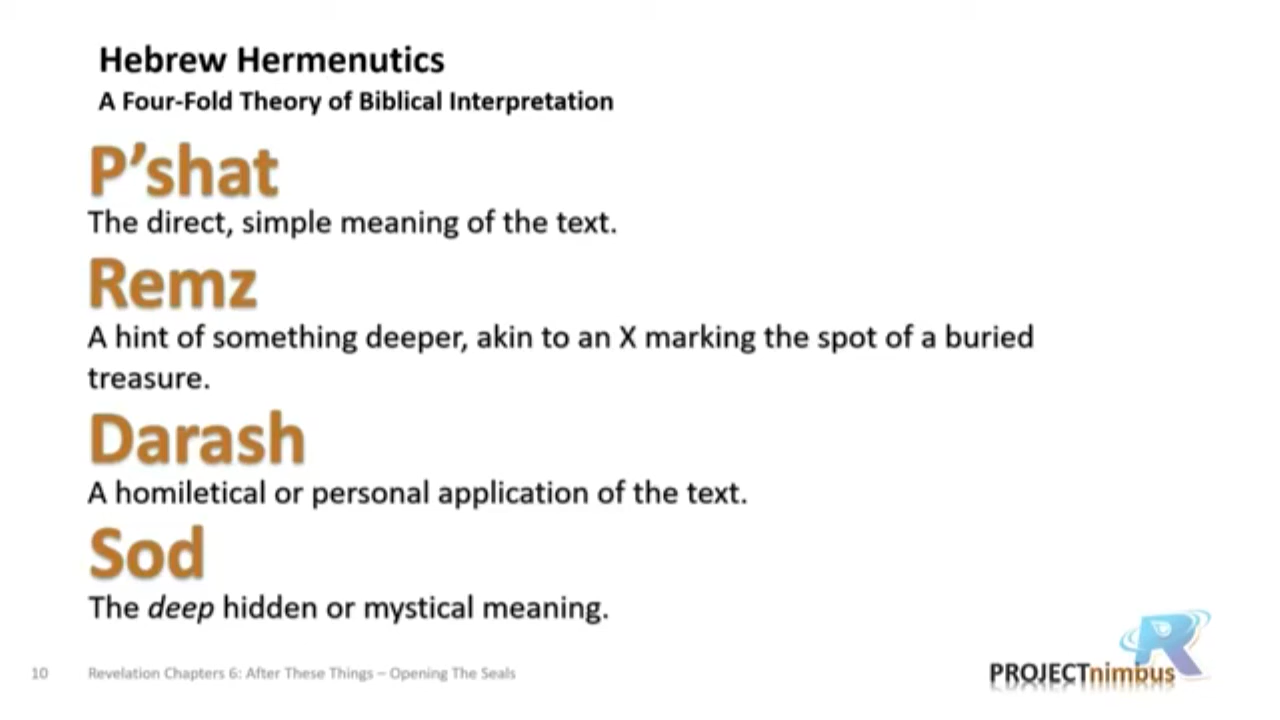 Hebrew Hermenutics
A Four-Fold Theory of Biblical Interpretation
P’shat
The direct, simple meaning of the text.
Remz
A hint of something deeper, akin to an X marking the spot of a buried
treasure.
Darash
A homiletical or personal application of the text.
Sod
The deep hidden or mystical meaning.
10 Revelation Chapters 6: After These Things – Opening The Seals
R
PROJECTnimbus